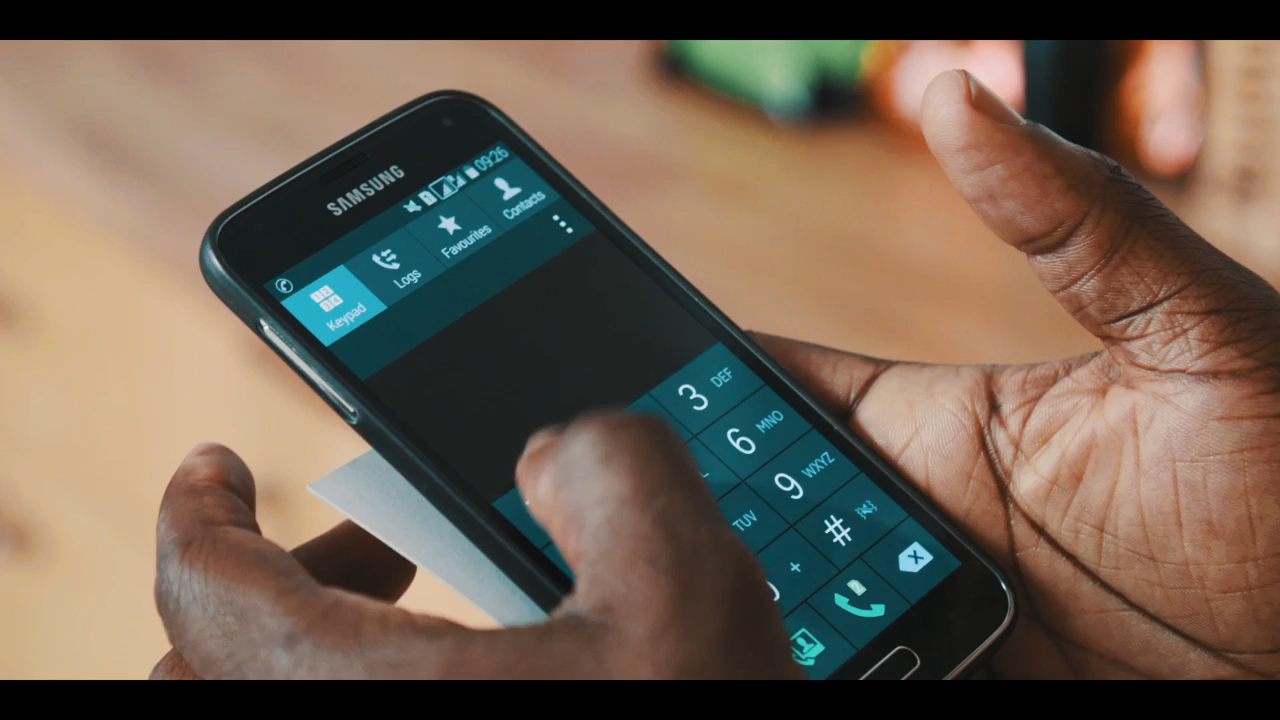 SAMSUNG
09:26
Keypad
Logs
Favourites
Contacts
3 DEF
6 MNO
9 WXYZ
TUV
+
#